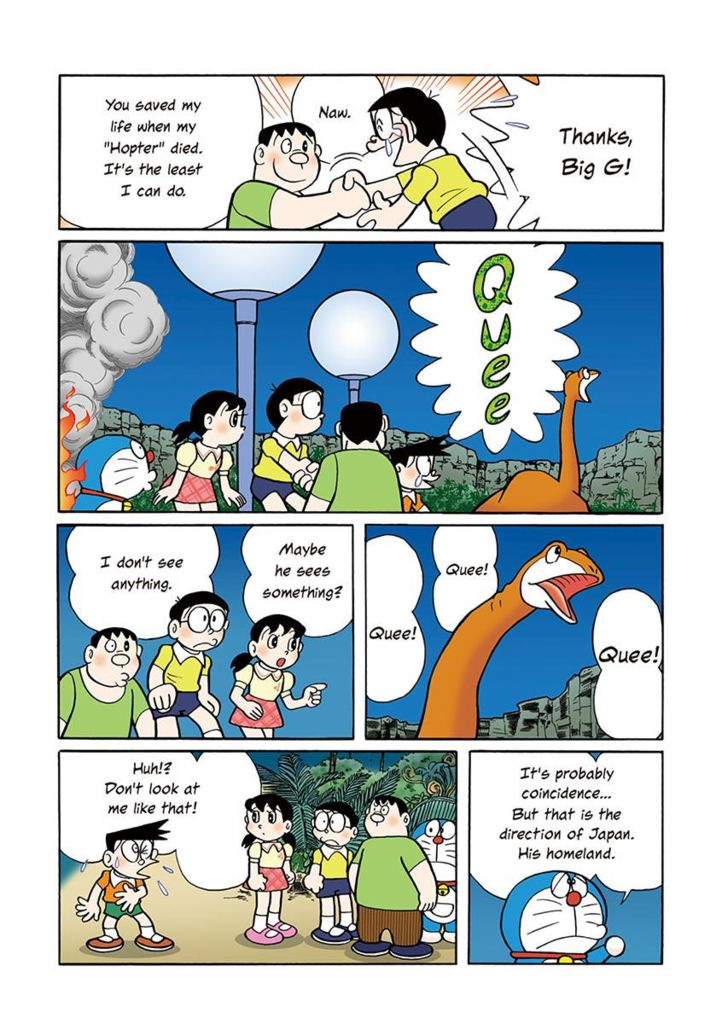 You saved my
life when my
"Hopter" died.
It's the least
I can do.
Naw.
Thanks,
Big G!
Quee
I don't see
anything.
Maybe
he sees
something?
Quee!
Quee!
Quee!
Huh!?
Don't look at
me like that!
It's probably
coincidence...
But that is the
direction of Japan.
His homeland.